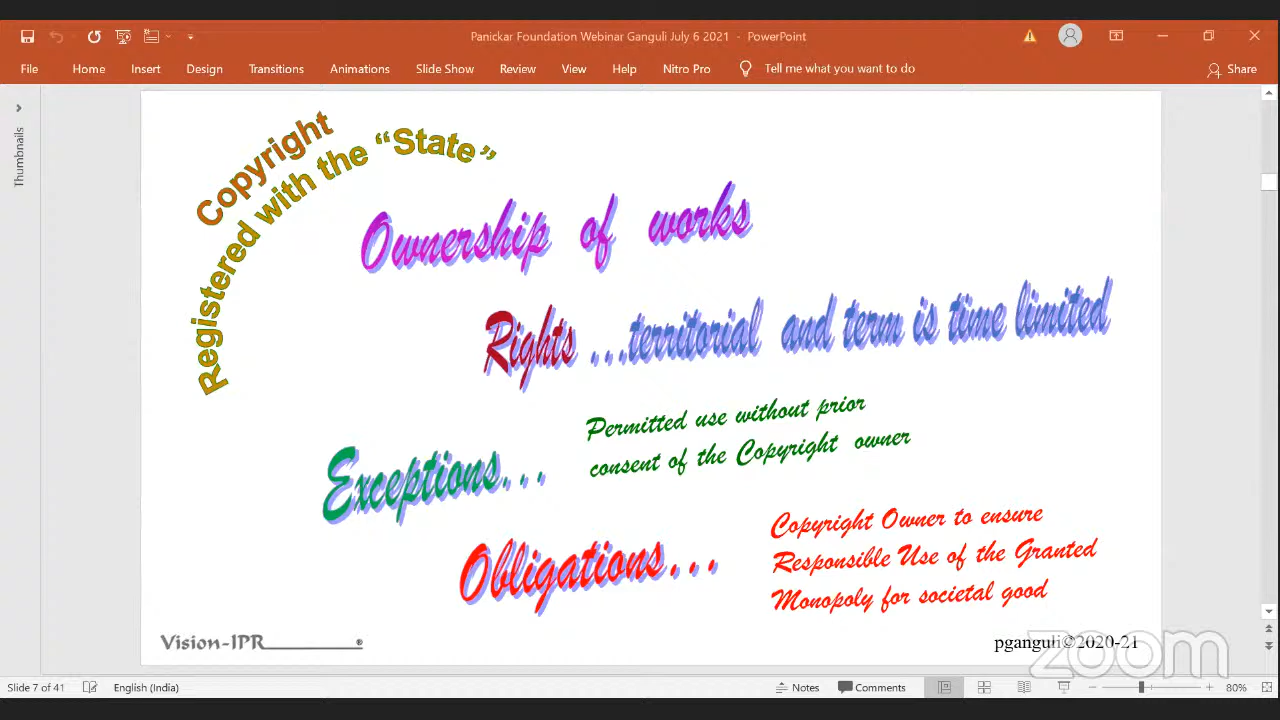 Panickar Foundation Webinar Ganguli July 6 2021 - PowerPoint
File Home Insert Design Transitions Animations Slide Show Review View Help Nitro Pro Tell me what you want to do Share
Thumbnails
Copyright
Registered with the “State”
Ownership of works
Rights ...territorial and term is time limited
Exceptions...
Permitted use without prior
consent of the Copyright owner
Obligations...
Copyright Owner to ensure
Responsible Use of the Granted
Monopoly for societal good
Vision-IPR ®
pganguli©2020-21
zoom
Slide 7 of 41 English (India) Notes Comments 80%